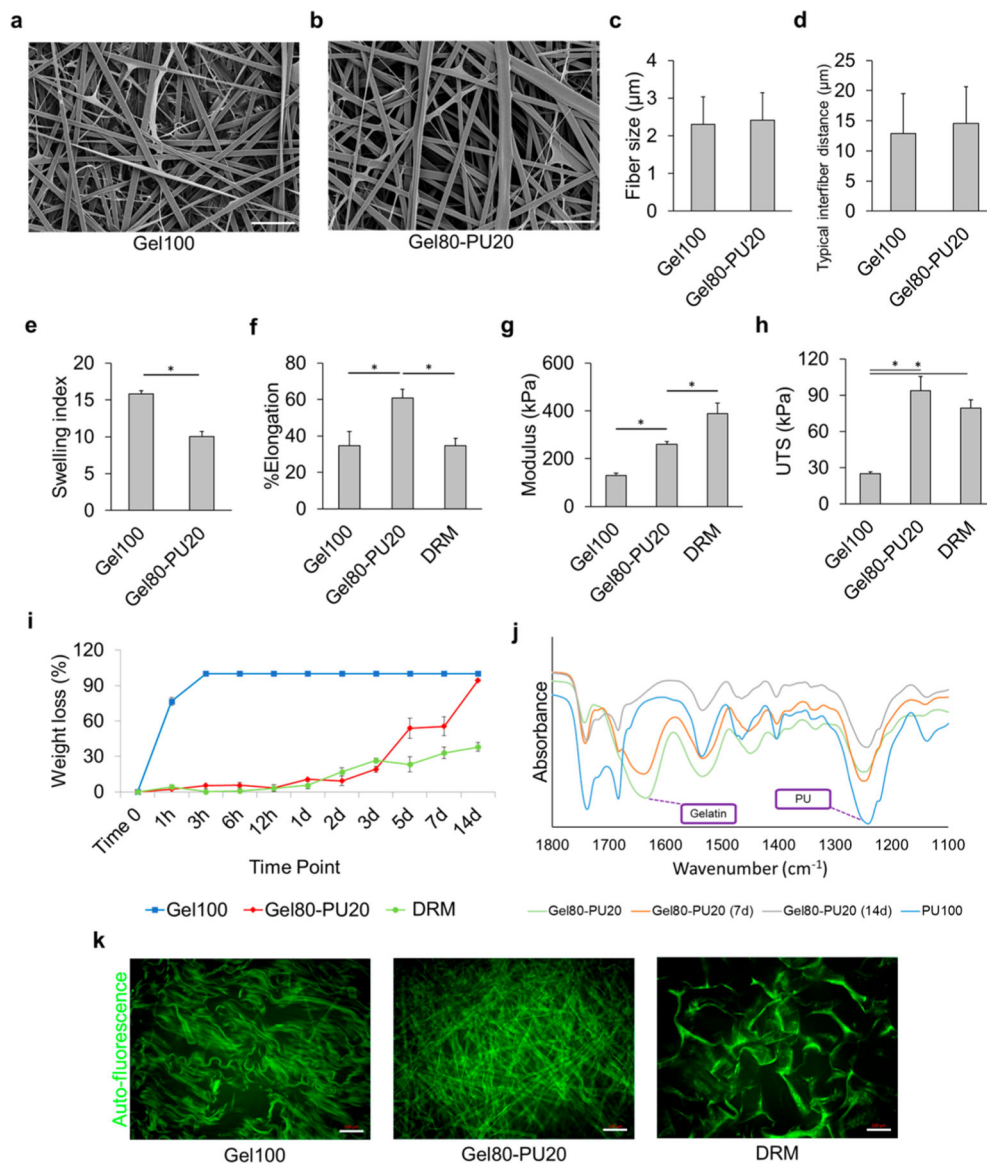 a
b
c
d
Gel100
Gel80-PU20
Fiber size (µm)
4
3
2
1
0
Gel100
Gel80-PU20
Typical interfiber distance (µm)
25
20
15
10
5
0
Gel100
Gel80-PU20
e
f
g
h
Swelling index
20
15
10
5
0
*
Gel100
Gel80-PU20
%Elongation
80
60
40
20
0
* *
Gel100
Gel80-PU20
DRM
Modulus (kPa)
600
400
200
0
* *
Gel100
Gel80-PU20
DRM
UTS (kPa)
120
90
60
30
0
* *
Gel100
Gel80-PU20
DRM
i
Weight loss (%)
120
90
60
30
0
Time 0
1h
3h
6h
12h
1d
2d
3d
5d
7d
14d
Time Point
Gel100 Gel80-PU20 DRM
j
Absorbance
Gelatin
PU
1800 1700 1600 1500 1400 1300 1200 1100
Wavenumber (cm⁻¹)
Gel80-PU20 Gel80-PU20 (7d) Gel80-PU20 (14d) PU100
k
Auto-fluorescence
Gel100
Gel80-PU20
DRM